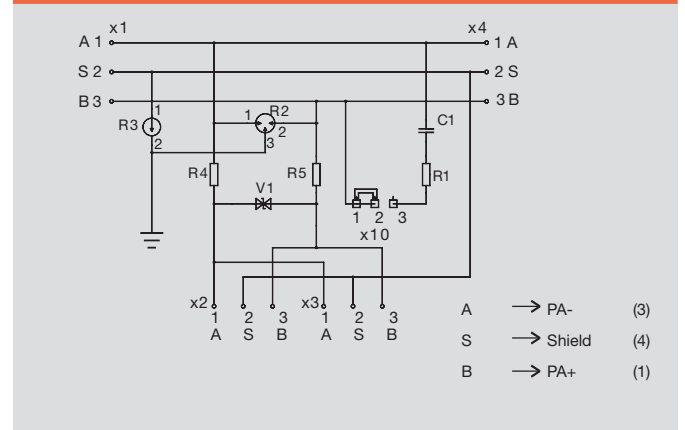 x1 x4
A 1 1 A
S 2 2 S
B 3 3 B
1 R2
R3 1 2 C1
2 3
R4 R5 R1
V1
1 2 3
x10
x2 x3
1 2 3 1 2 3
A S B A S B
A → PA- (3)
S → Shield (4)
B → PA+ (1)